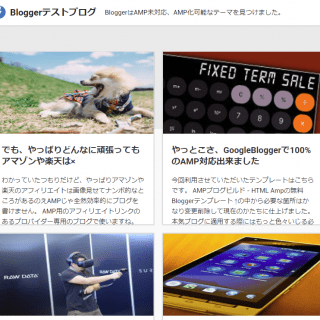 Bloggerテストブログ BloggerはAMP未対応、AMP化可能なテーマを見つけました。
FIXED TERM SALE
でも、やっぱりどんなに頑張っても
アマゾンや楽天は×
わかっていたつもりだけど、やっぱりアマゾンや
楽天のアフィリエイトは画像見せてナンボ的なと
ころがあるのえAMPじゃ全然効率的にブログを
書けません。 AMP用のアフィリエイトリンクの
あるプロバイダー専用のブログで使いますね。
やっとこさ、GoogleBloggerで100%
のAMP対応出来ました
今回利用させていただいたテンプレートはこちら
です。 AMPブログビルド - HTML Ampの無料
Bloggerテンプレート ↑の中から必要な箇所はか
なり変更削除して現在のかたちに仕上げました。
本気ブログに適用する際にはもっと色々いじる必
RAW DATA
RAW DATA